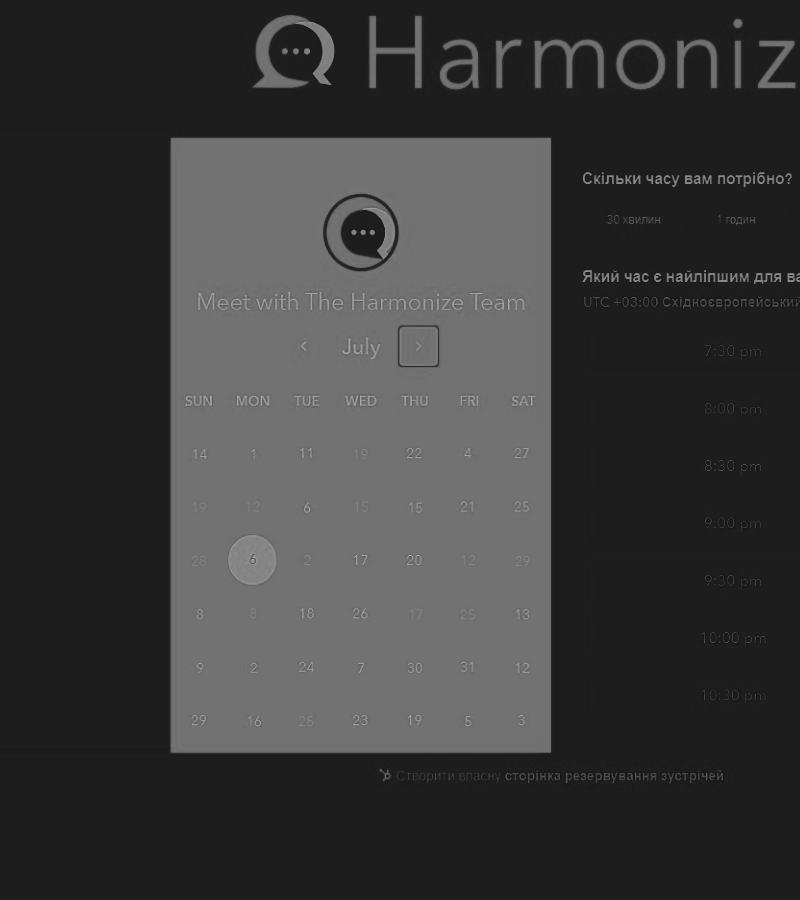 Harmoniz
Meet with The Harmonize Team
July
SUN MON TUE WED THU FRI SAT
14 1 11 19 22 4 27
19 12 6 15 15 21 25
28 6 2 17 20 12 29
8 8 18 26 17 25 13
9 2 24 7 30 31 12
29 16 25 23 19 5 3
Скільки часу вам потрібно?
30 хвилин 1 годин
Який час є найліпшим для ва
UTC +03:00 Східноєвропейський
7:30 pm
8:00 pm
8:30 pm
9:00 pm
9:30 pm
10:00 pm
10:30 pm
Створити власну сторінка резервування зустрічей